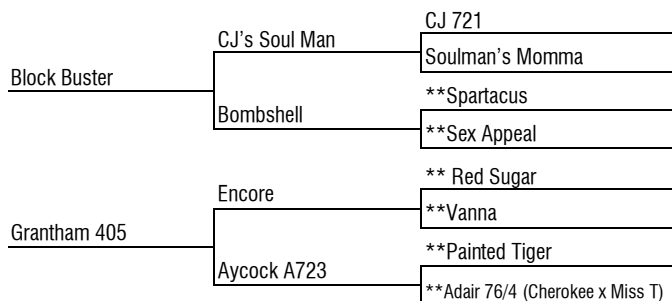 CJ 721
CJ's Soul Man
Soulman's Momma
Block Buster
**Spartacus
Bombshell
**Sex Appeal
** Red Sugar
Encore
**Vanna
Grantham 405
**Painted Tiger
Aycock A723
**Adair 76/4 (Cherokee x Miss T)